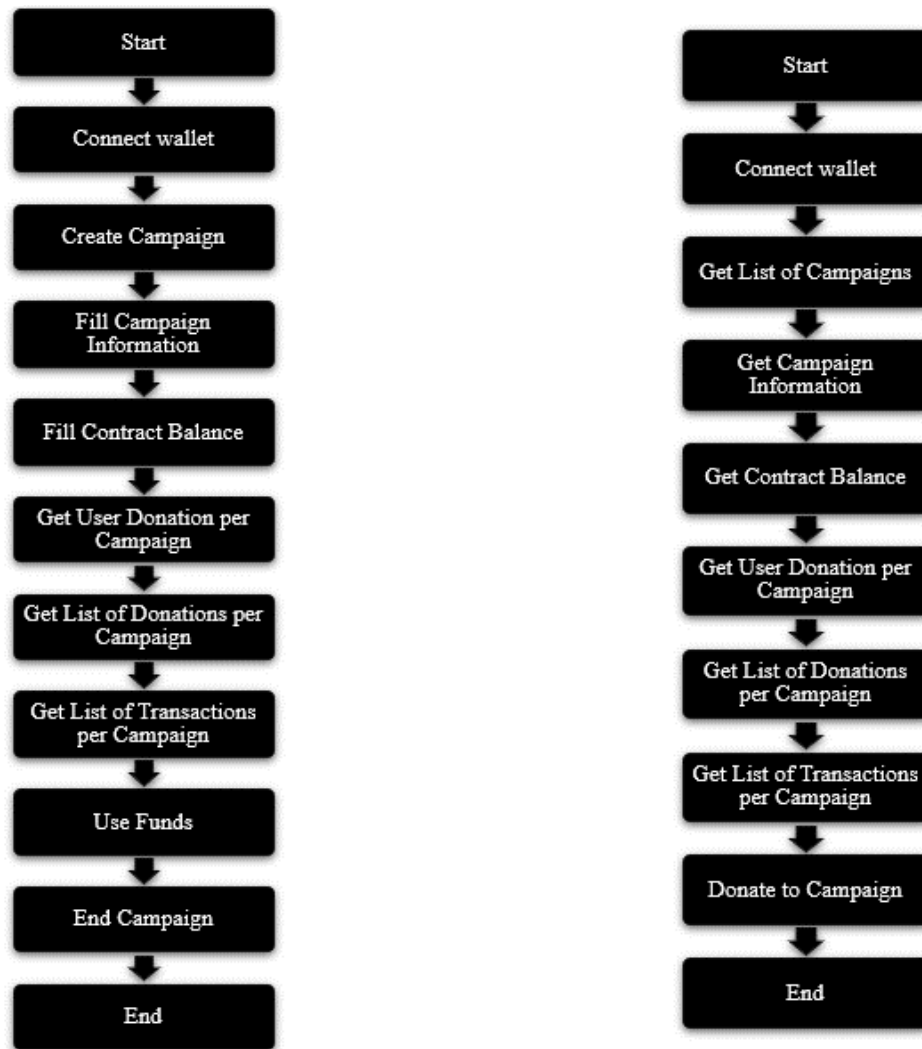 Start
Connect wallet
Create Campaign
Fill Campaign
Information
Fill Contract Balance
Get User Donation per
Campaign
Get List of Donations per
Campaign
Get List of Transactions
per Campaign
Use Funds
End Campaign
End
Start
Connect wallet
Get List of Campaigns
Get Campaign
Information
Get Contract Balance
Get User Donation per
Campaign
Get List of Donations
per Campaign
Get List of Transactions
per Campaign
Donate to Campaign
End